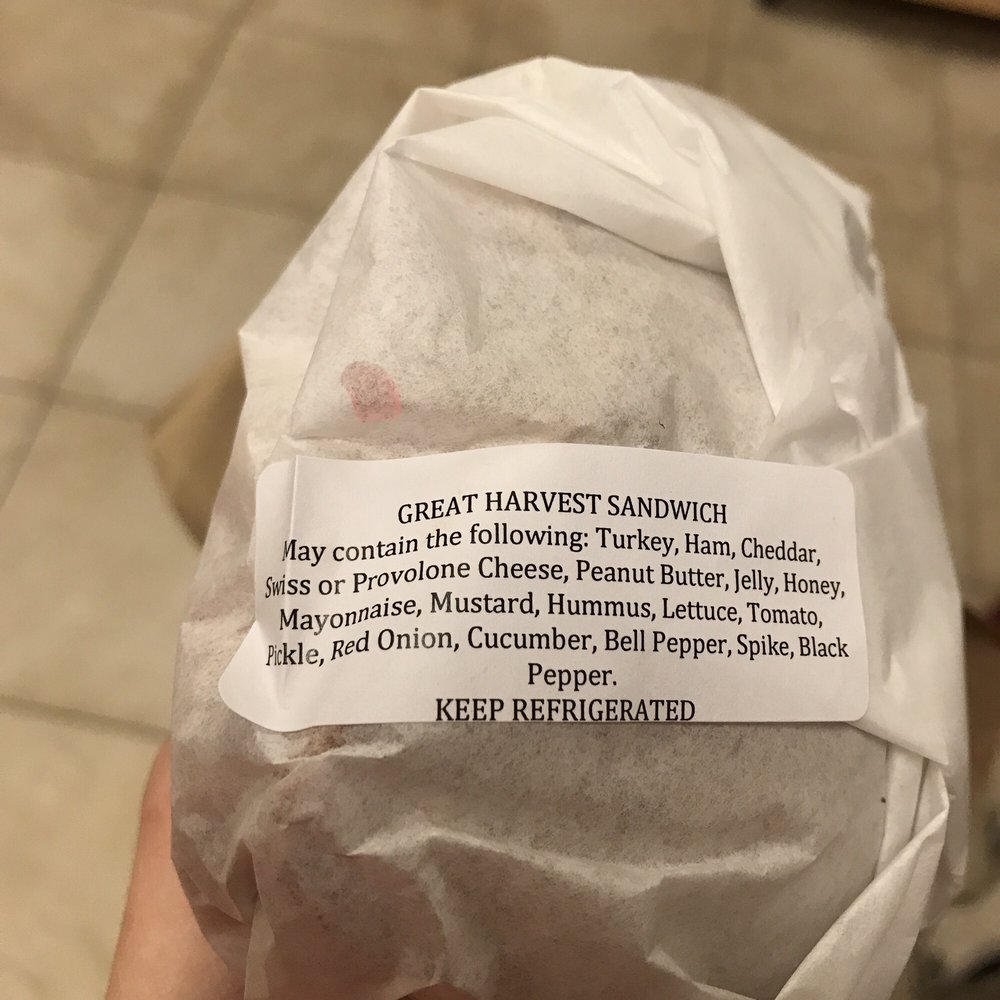 GREAT HARVEST SANDWICH
May contain the following: Turkey, Ham, Cheddar,
Swiss or Provolone Cheese, Peanut Butter, Jelly, Honey,
Mayonnaise, Mustard, Hummus, Lettuce, Tomato,
Pickle, Red Onion, Cucumber, Bell Pepper, Spike, Black
Pepper.
KEEP REFRIGERATED